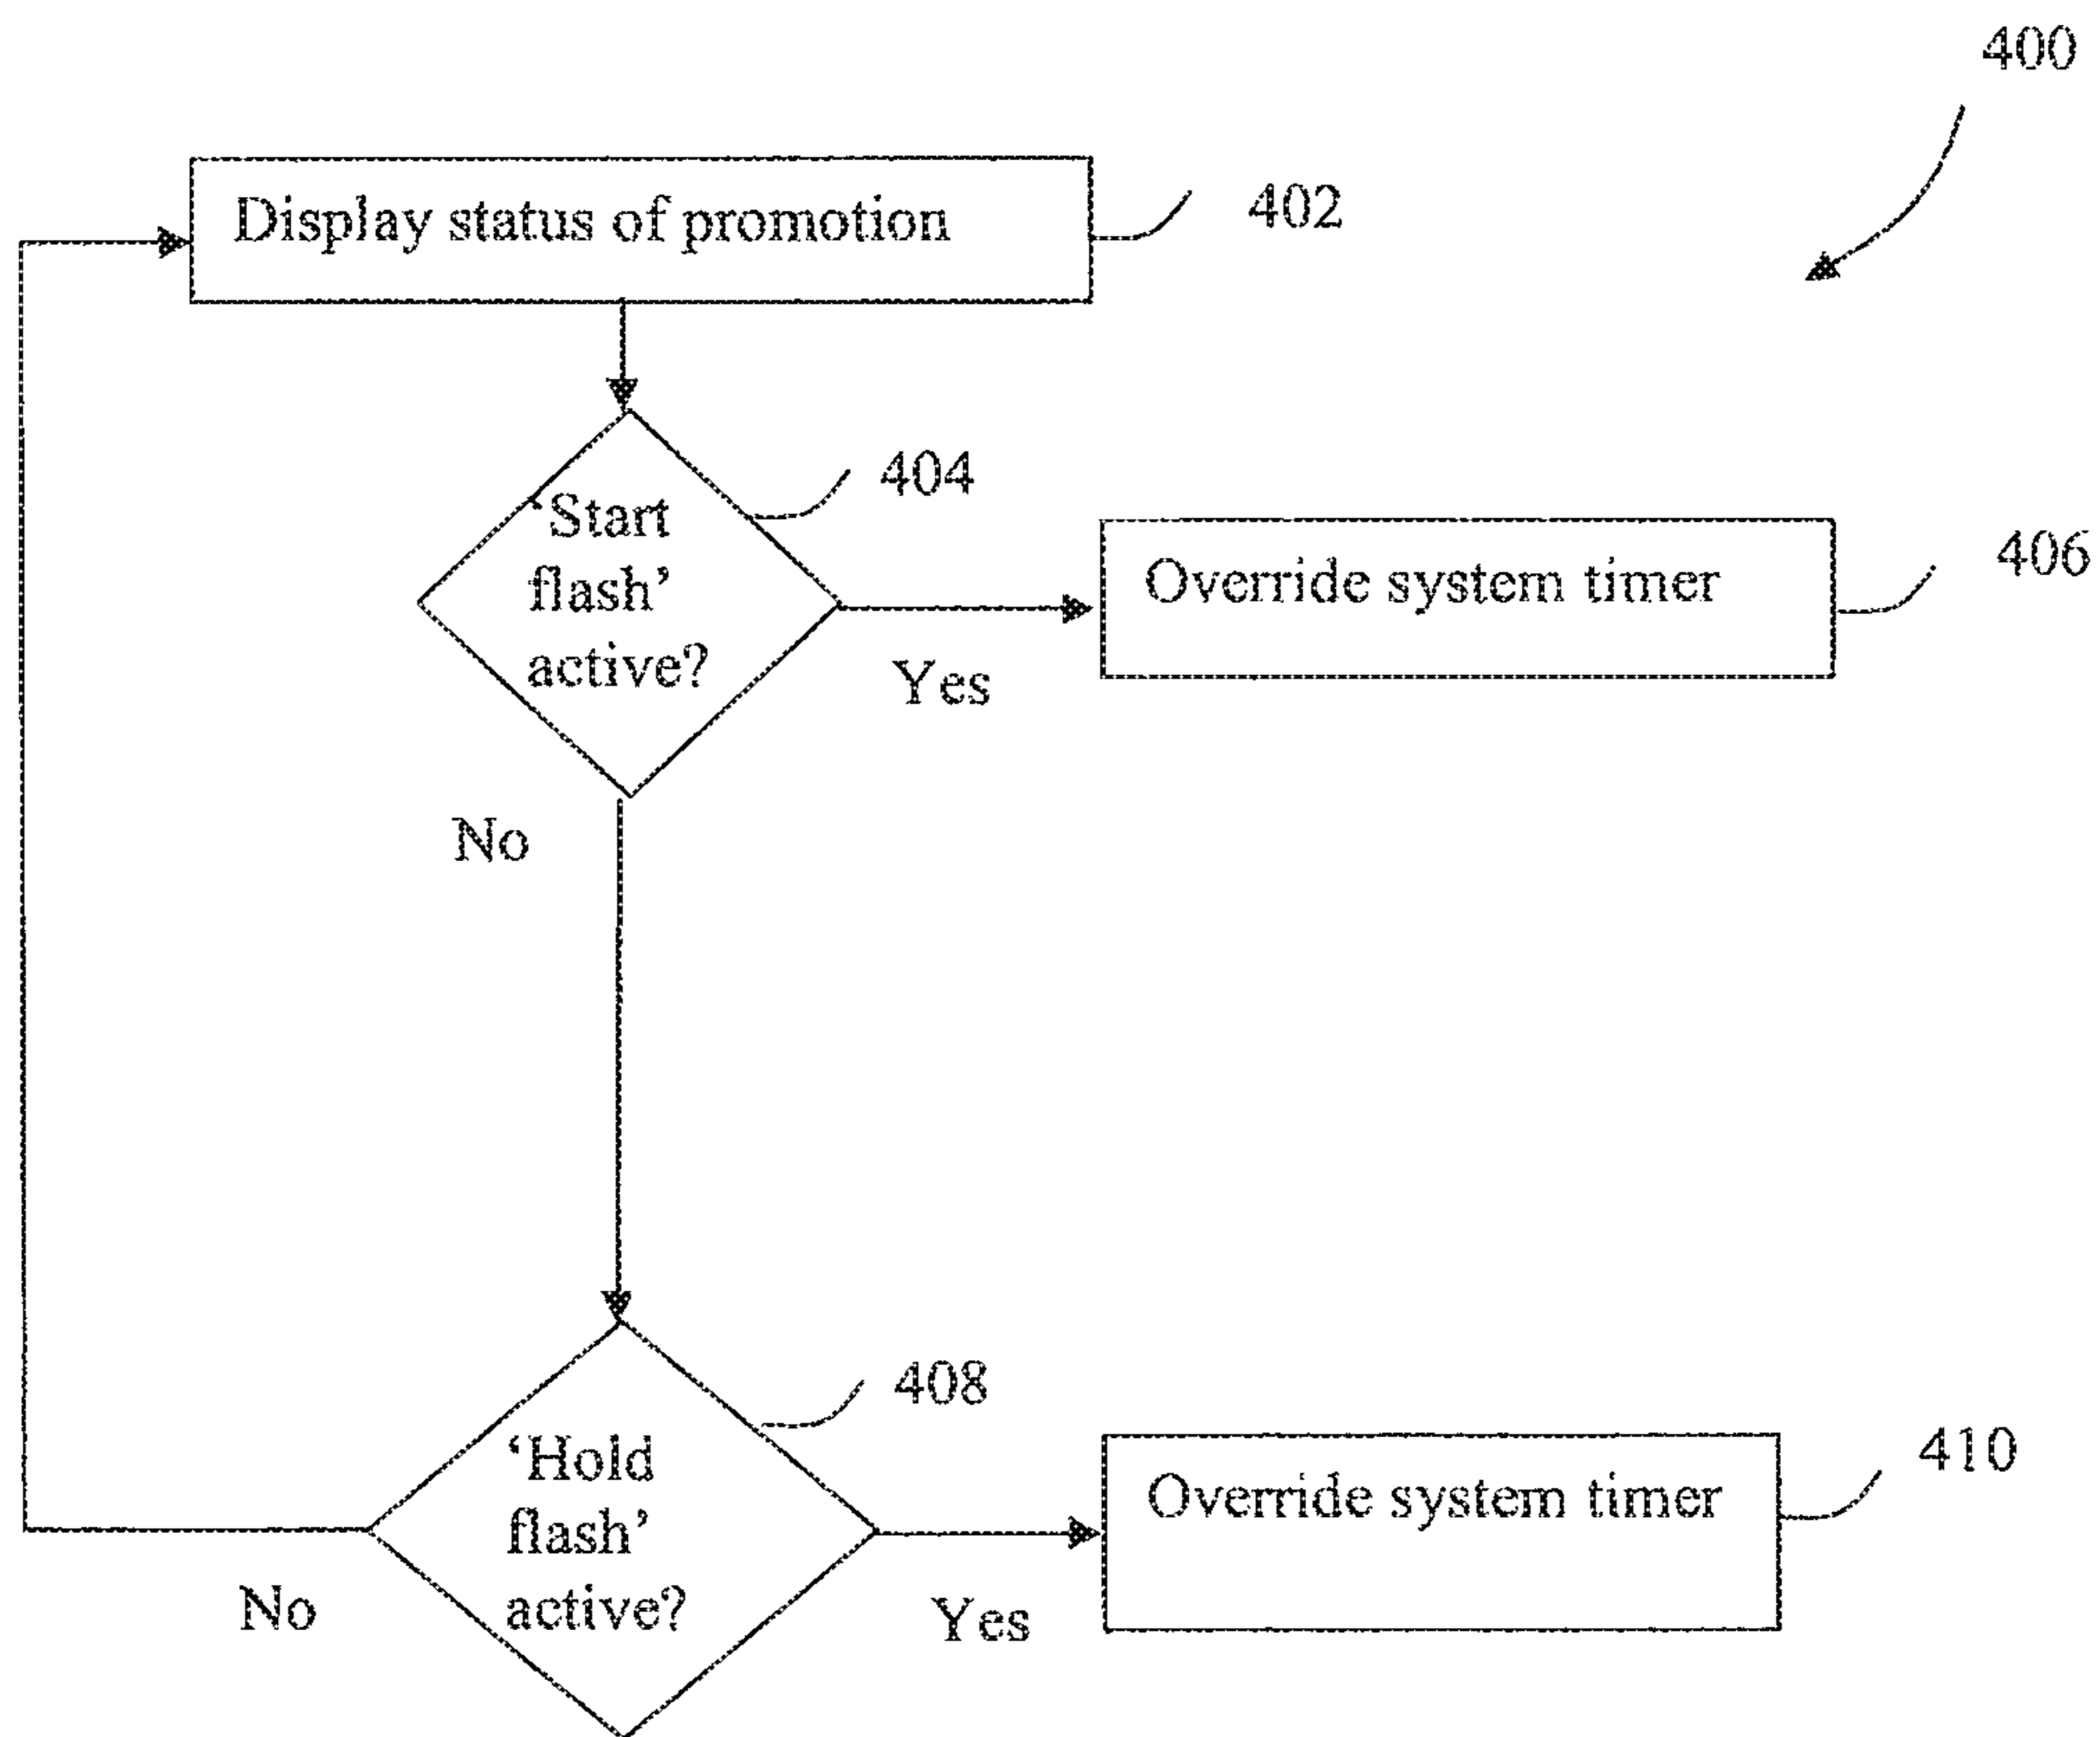 400
Display status of promotion
402
‘Start
flash’
active?
404
Yes
Override system timer
406
No
‘Hold
flash’
active?
408
No
Yes
Override system timer
410